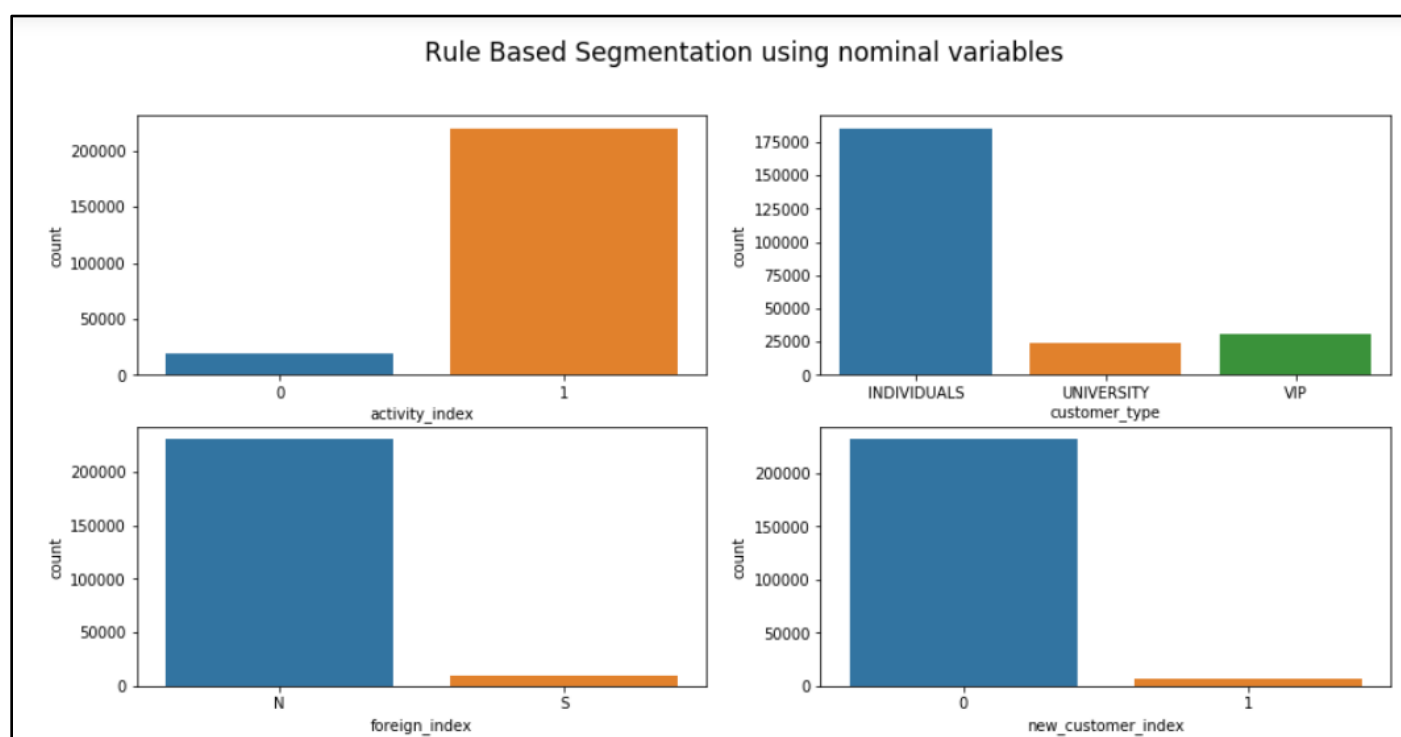 Rule Based Segmentation using nominal variables
200000
150000
100000
50000
0
count
0 1
activity_index
175000
150000
125000
100000
75000
50000
25000
0
count
INDIVIDUALS UNIVERSITY VIP
customer_type
200000
150000
100000
50000
0
count
N S
foreign_index
200000
150000
100000
50000
0
count
0 1
new_customer_index